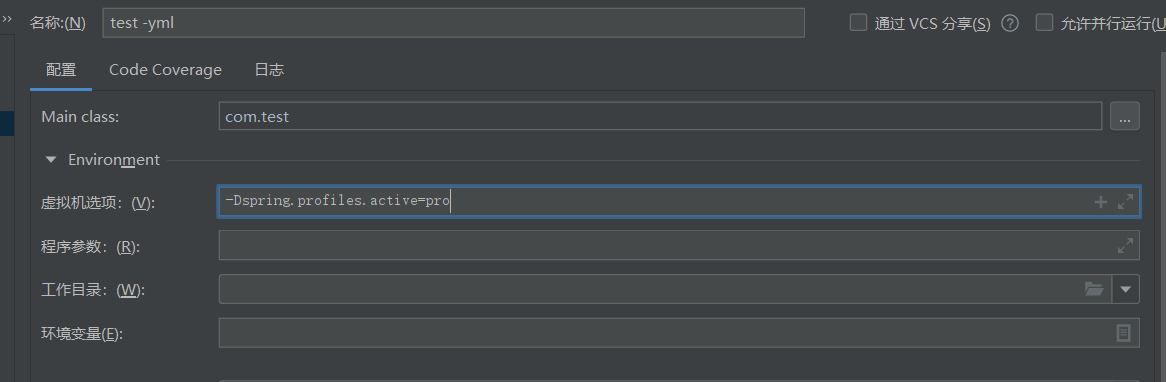 »
名称:(N) test -yml 通过 VCS 分享(S) ? 允许并行运行(U
配置 Code Coverage 日志
Main class: com.test ...
Environment
虚拟机选项: (V): -Dspring.profiles.active=pro
程序参数: (R):
工作目录: (W):
环境变量(E):